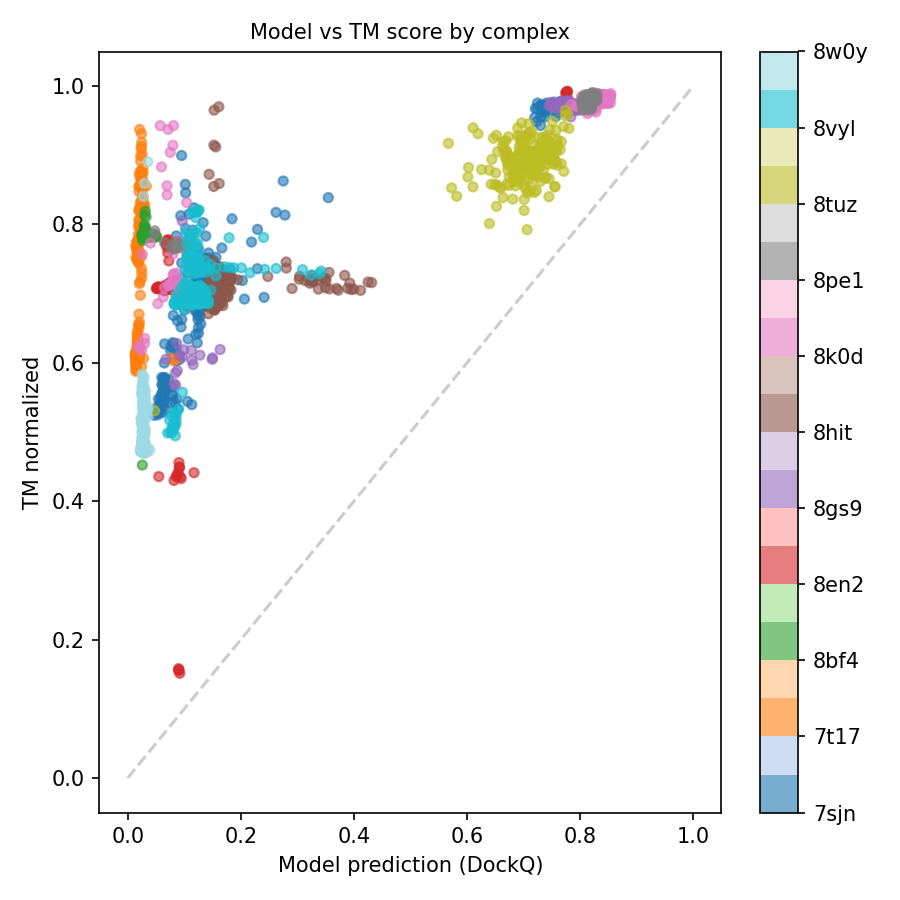 Model vs TM score by complex
TM normalized
1.0
0.8
0.6
0.4
0.2
0.0
0.0 0.2 0.4 0.6 0.8 1.0
Model prediction (DockQ)
8w0y
8vyl
8tuz
8pe1
8k0d
8hit
8gs9
8en2
8bf4
7t17
7sjn